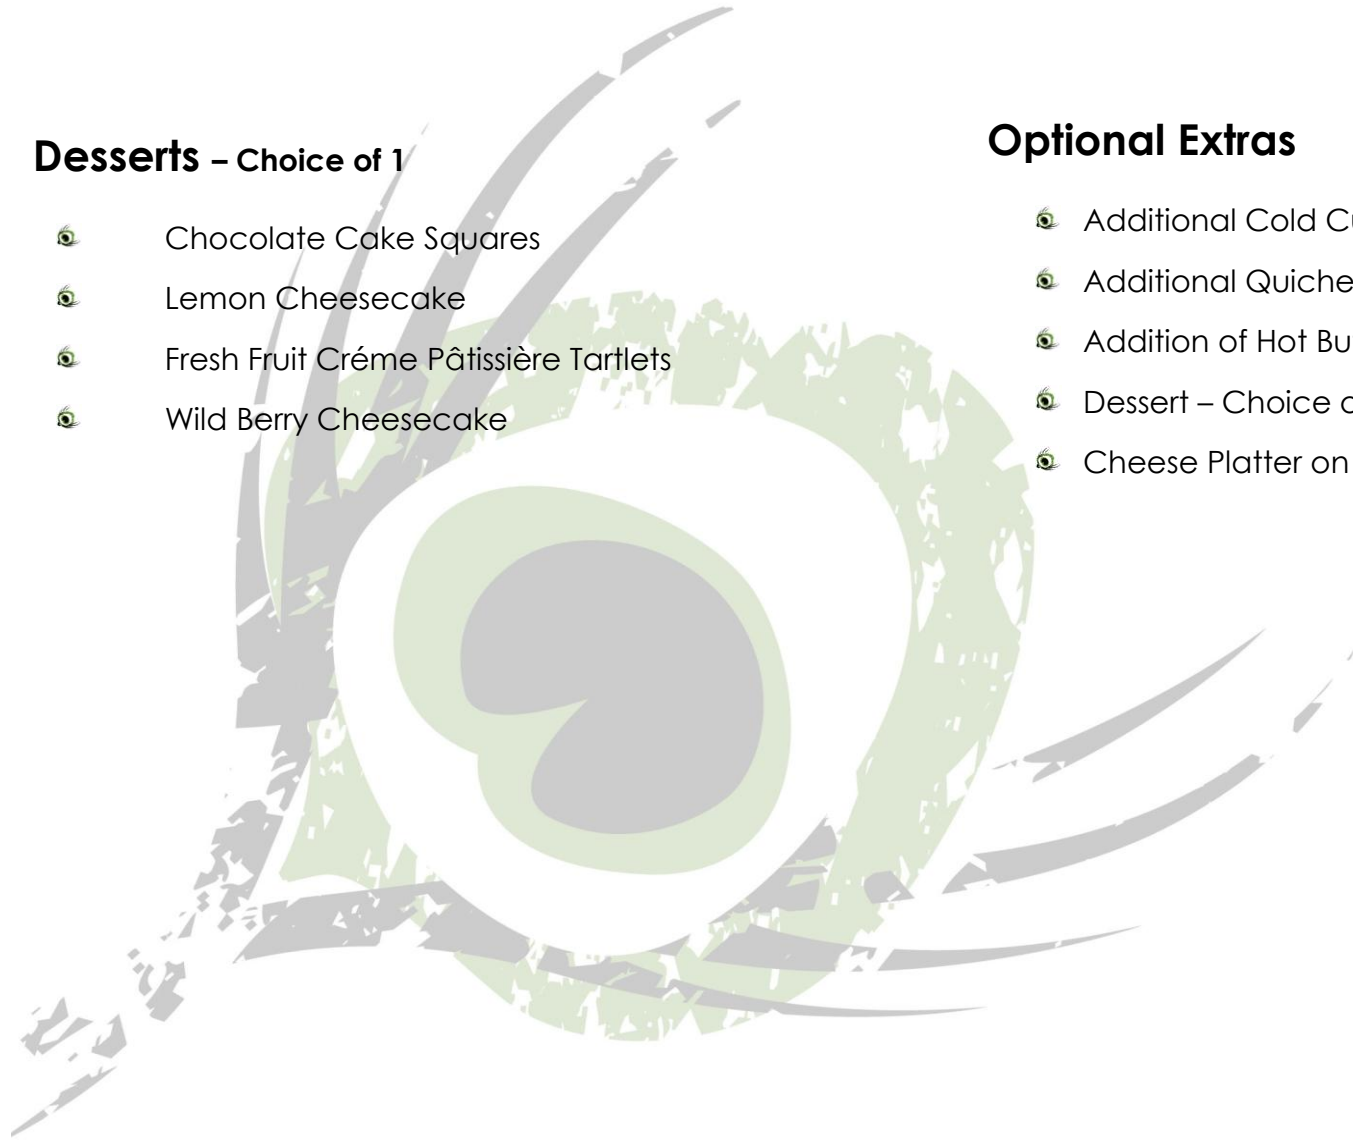 Desserts – Choice of 1
Chocolate Cake Squares
Lemon Cheesecake
Fresh Fruit Créme Pâtissière Tartlets
Wild Berry Cheesecake
Optional Extras
Additional Cold
Additional Quiche
Addition of Hot
Dessert – Choice
Cheese Platter on